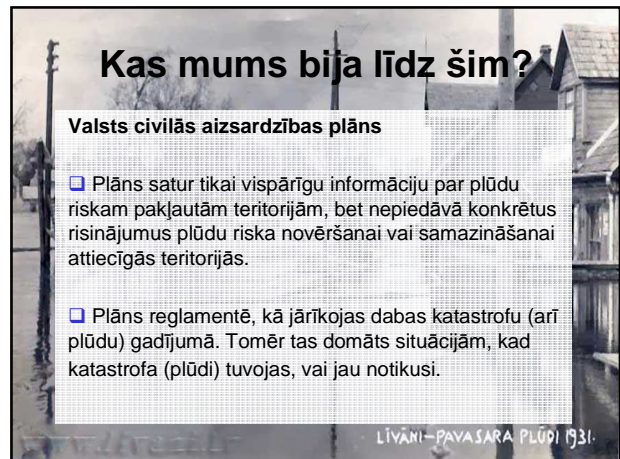 Kas mums bija līdz šim?
Valsts civilās aizsardzības plāns
❑ Plāns satur tikai vispārīgu informāciju par plūdu
riskam pakļautām teritorijām, bet nepiedāvā konkrētus
risinājumus plūdu riska novēršanai vai samazināšanai
attiecīgās teritorijās.
❑ Plāns reglamentē, kā jārīkojas dabas katastrofu (arī
plūdu) gadījumā. Tomēr tas domāts situācijām, kad
katastrofa (plūdi) tuvojas, vai jau notikusi.
LĪVĀNI-PAVASARA PLŪDI 1931.